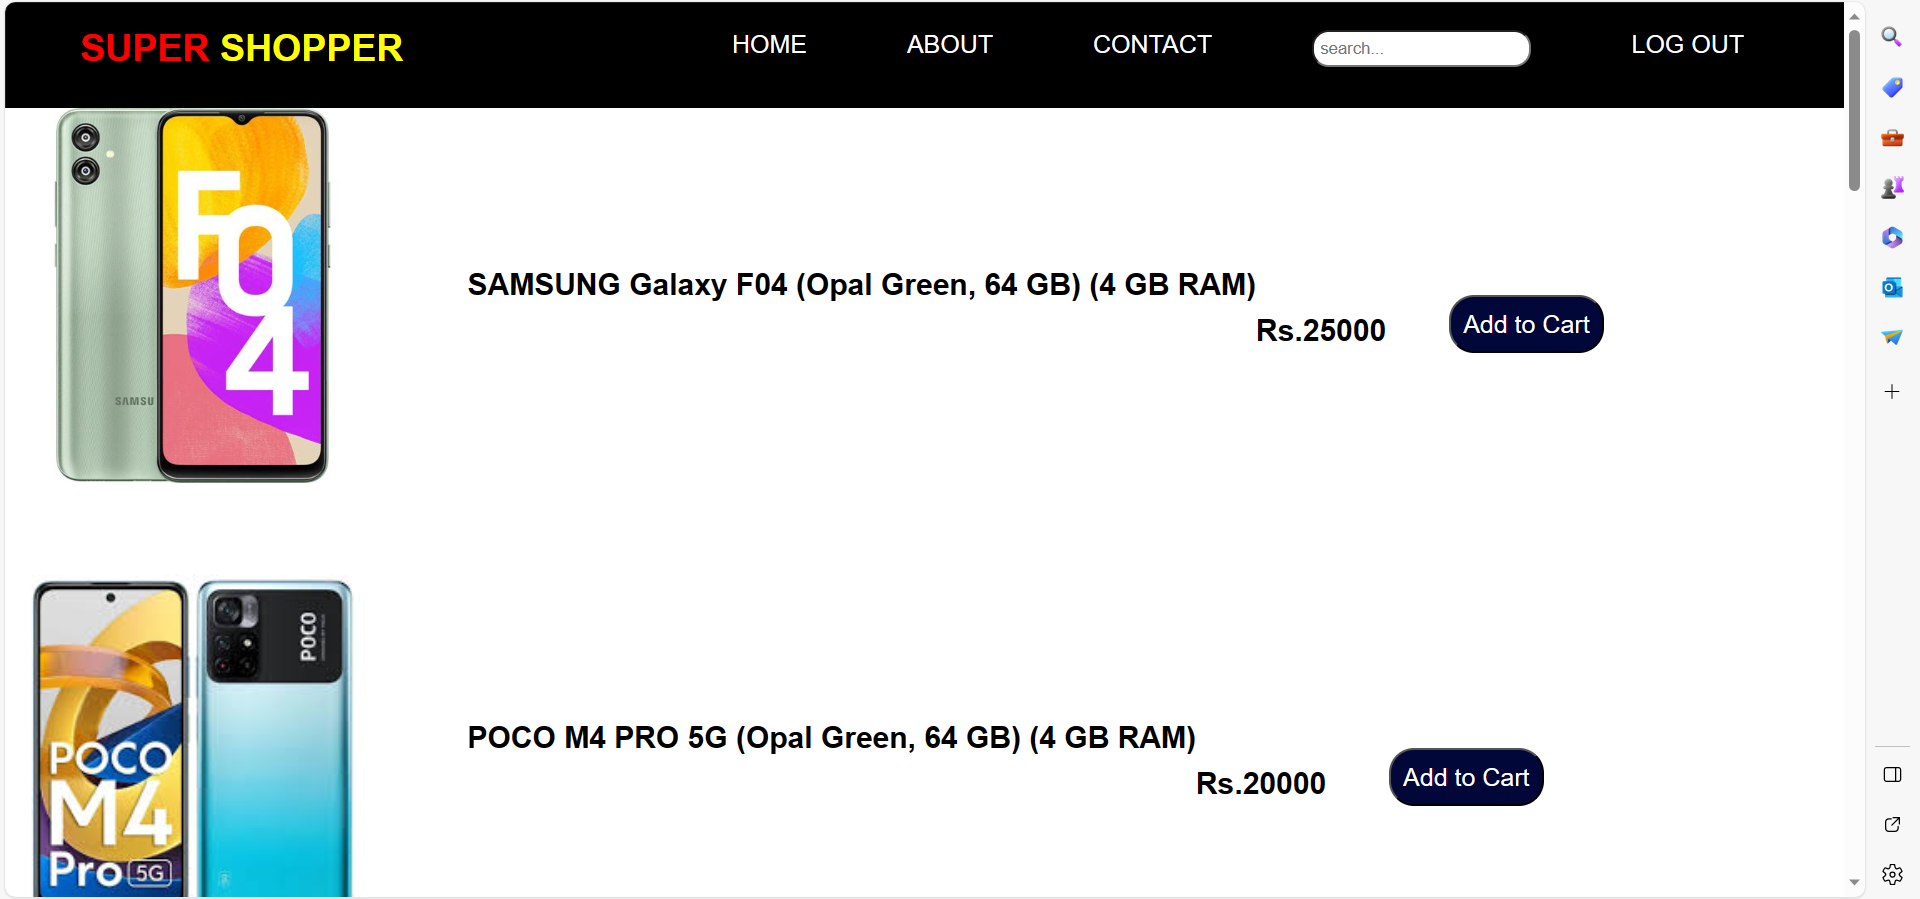 SUPER SHOPPER
HOME
ABOUT
CONTACT
search...
LOG OUT
F04
SAMSU
SAMSUNG Galaxy F04 (Opal Green, 64 GB) (4 GB RAM)
Rs.25000
Add to Cart
POCO
POCO
M4
Pro 5G
POCO M4 PRO 5G (Opal Green, 64 GB) (4 GB RAM)
Rs.20000
Add to Cart